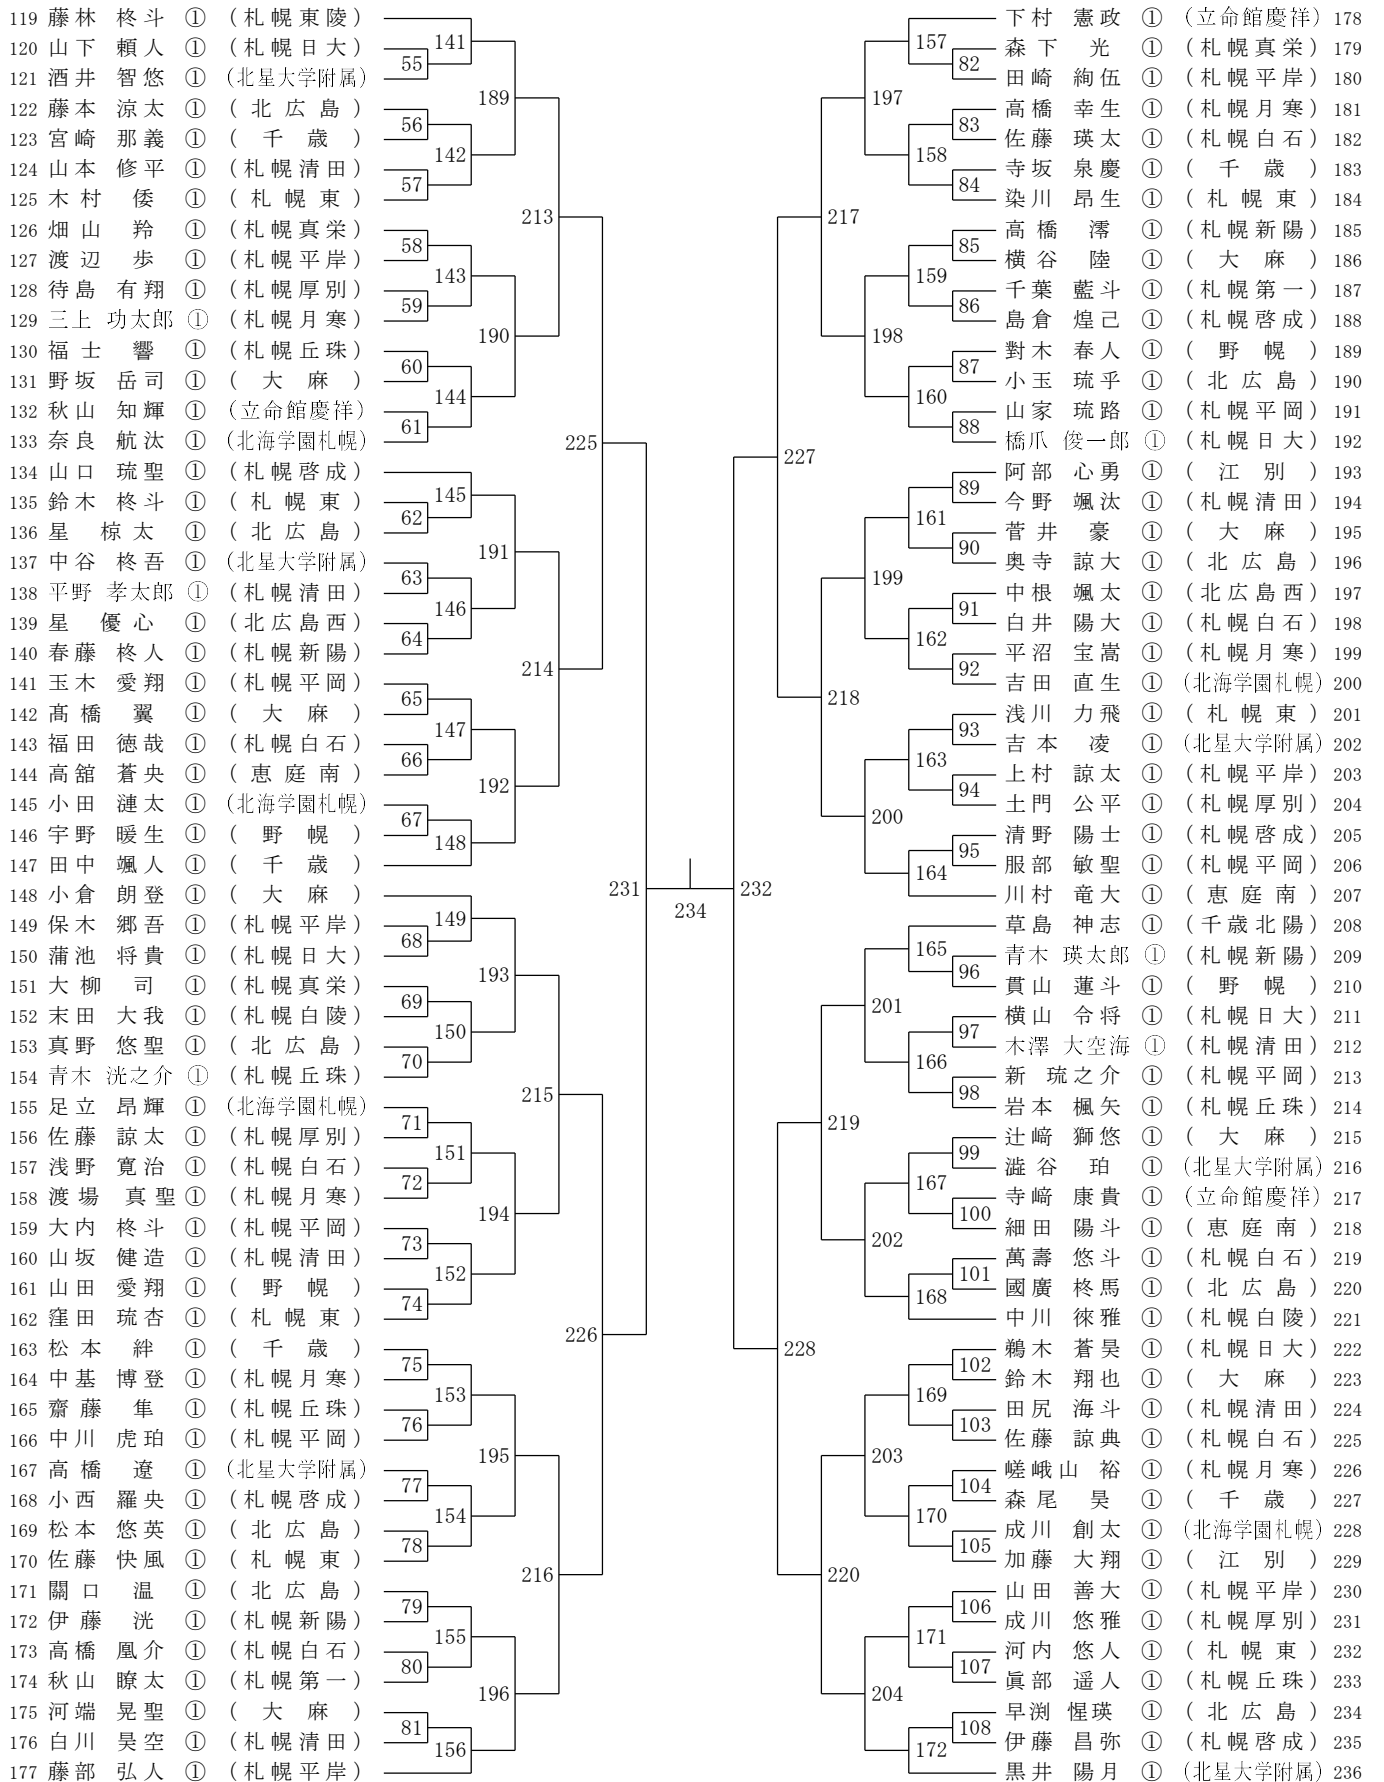 119 藤林 柊斗 ① (札幌東陵)
120 山下 頼人 ① (札幌日大)
121 酒井 智悠 ① (北星大学附属)
122 藤本 涼太 ① (北広島)
123 宮崎 那義 ① (千歳)
124 山本 修平 ① (札幌清田)
125 木村 倭 ① (札幌東)
126 畑山 羚 ① (札幌真栄)
127 渡辺 歩 ① (札幌平岸)
128 待島 有翔 ① (札幌厚別)
129 三上 功太郎 ① (札幌月寒)
130 福士 響 ① (札幌丘珠)
131 野坂 岳司 ① (大麻)
132 秋山 知輝 ① (立命館慶祥)
133 奈良 航汰 ① (北海学園札幌)
134 山口 琉聖 ① (札幌啓成)
135 鈴木 柊斗 ① (札幌東)
136 星 椋太 ① (北広島)
137 中谷 柊吾 ① (北星大学附属)
138 平野 孝太郎 ① (札幌清田)
139 星 優心 ① (北広島西)
140 春藤 柊人 ① (札幌新陽)
141 玉木 愛翔 ① (札幌平岡)
142 髙橋 翼 ① (大麻)
143 福田 徳哉 ① (札幌白石)
144 高舘 蒼央 ① (恵庭南)
145 小田 漣太 ① (北海学園札幌)
146 宇野 暖生 ① (野幌)
147 田中 颯人 ① (千歳)
148 小倉 朗登 ① (大麻)
149 保木 郷吾 ① (札幌平岸)
150 蒲池 将貴 ① (札幌日大)
151 大柳 司 ① (札幌真栄)
152 末田 大我 ① (札幌白陵)
153 真野 悠聖 ① (北広島)
154 青木 洸之介 ① (札幌丘珠)
155 足立 昂輝 ① (北海学園札幌)
156 佐藤 諒太 ① (札幌厚別)
157 浅野 寛治 ① (札幌白石)
158 渡場 真聖 ① (札幌月寒)
159 大内 柊斗 ① (札幌平岡)
160 山坂 健造 ① (札幌清田)
161 山田 愛翔 ① (野幌)
162 窪田 琉杏 ① (札幌東)
163 松本 絆 ① (千歳)
164 中基 博登 ① (札幌月寒)
165 齋藤 隼 ① (札幌丘珠)
166 中川 虎珀 ① (札幌平岡)
167 高橋 遼 ① (北星大学附属)
168 小西 羅央 ① (札幌啓成)
169 松本 悠英 ① (北広島)
170 佐藤 快風 ① (札幌東)
171 關口 温 ① (北広島)
172 伊藤 洸 ① (札幌新陽)
173 高橋 凰介 ① (札幌白石)
174 秋山 瞭太 ① (札幌第一)
175 河端 晃聖 ① (大麻)
176 白川 昊空 ① (札幌清田)
177 藤部 弘人 ① (札幌平岸)
55
56
57
58
59
60
61
62
63
64
65
66
67
68
69
70
71
72
73
74
75
76
77
78
79
80
81
141
142
143
144
145
146
147
148
149
150
151
152
153
154
155
156
189
190
191
192
193
194
195
196
213
214
215
216
225
226
231
234
232
227
228
217
218
219
220
197
198
199
200
201
202
203
204
157
158
159
160
161
162
163
164
165
166
167
168
169
170
171
172
82
83
84
85
86
87
88
89
90
91
92
93
94
95
96
97
98
99
100
101
102
103
104
105
106
107
108
下村 憲政 ① (立命館慶祥) 178
森下 光 ① (札幌真栄) 179
田崎 絢伍 ① (札幌平岸) 180
高橋 幸生 ① (札幌月寒) 181
佐藤 瑛太 ① (札幌白石) 182
寺坂 泉慶 ① (千歳) 183
染川 昂生 ① (札幌東) 184
高橋 澪 ① (札幌新陽) 185
横谷 陸 ① (大麻) 186
千葉 藍斗 ① (札幌第一) 187
島倉 煌己 ① (札幌啓成) 188
對木 春人 ① (野幌) 189
小玉 琉乎 ① (北広島) 190
山家 琉路 ① (札幌平岡) 191
橋爪 俊一郎 ① (札幌日大) 192
阿部 心勇 ① (江別) 193
今野 颯汰 ① (札幌清田) 194
菅井 豪 ① (大麻) 195
奥寺 諒大 ① (北広島) 196
中根 颯太 ① (北広島西) 197
白井 陽大 ① (札幌白石) 198
平沼 宝嵩 ① (札幌月寒) 199
吉田 直生 ① (北海学園札幌) 200
浅川 力飛 ① (札幌東) 201
吉本 凌 ① (北星大学附属) 202
上村 諒太 ① (札幌平岸) 203
土門 公平 ① (札幌厚別) 204
清野 陽士 ① (札幌啓成) 205
服部 敏聖 ① (札幌平岡) 206
川村 竜大 ① (恵庭南) 207
草島 神志 ① (千歳北陽) 208
青木 瑛太郎 ① (札幌新陽) 209
貫山 蓮斗 ① (野幌) 210
横山 令将 ① (札幌日大) 211
木澤 大空海 ① (札幌清田) 212
新 琉之介 ① (札幌平岡) 213
岩本 楓矢 ① (札幌丘珠) 214
辻﨑 獅悠 ① (大麻) 215
澁谷 珀 ① (北星大学附属) 216
寺﨑 康貴 ① (立命館慶祥) 217
細田 陽斗 ① (恵庭南) 218
萬壽 悠斗 ① (札幌白石) 219
國廣 柊馬 ① (北広島) 220
中川 徠雅 ① (札幌白陵) 221
鵜木 蒼昊 ① (札幌日大) 222
鈴木 翔也 ① (大麻) 223
田尻 海斗 ① (札幌清田) 224
佐藤 諒典 ① (札幌白石) 225
嵯峨山 裕 ① (札幌月寒) 226
森尾 昊 ① (千歳) 227
成川 創太 ① (北海学園札幌) 228
加藤 大翔 ① (江別) 229
山田 善大 ① (札幌平岸) 230
成川 悠雅 ① (札幌厚別) 231
河内 悠人 ① (札幌東) 232
眞部 遥人 ① (札幌丘珠) 233
早渕 惺瑛 ① (北広島) 234
伊藤 昌弥 ① (札幌啓成) 235
黒井 陽月 ① (北星大学附属) 236